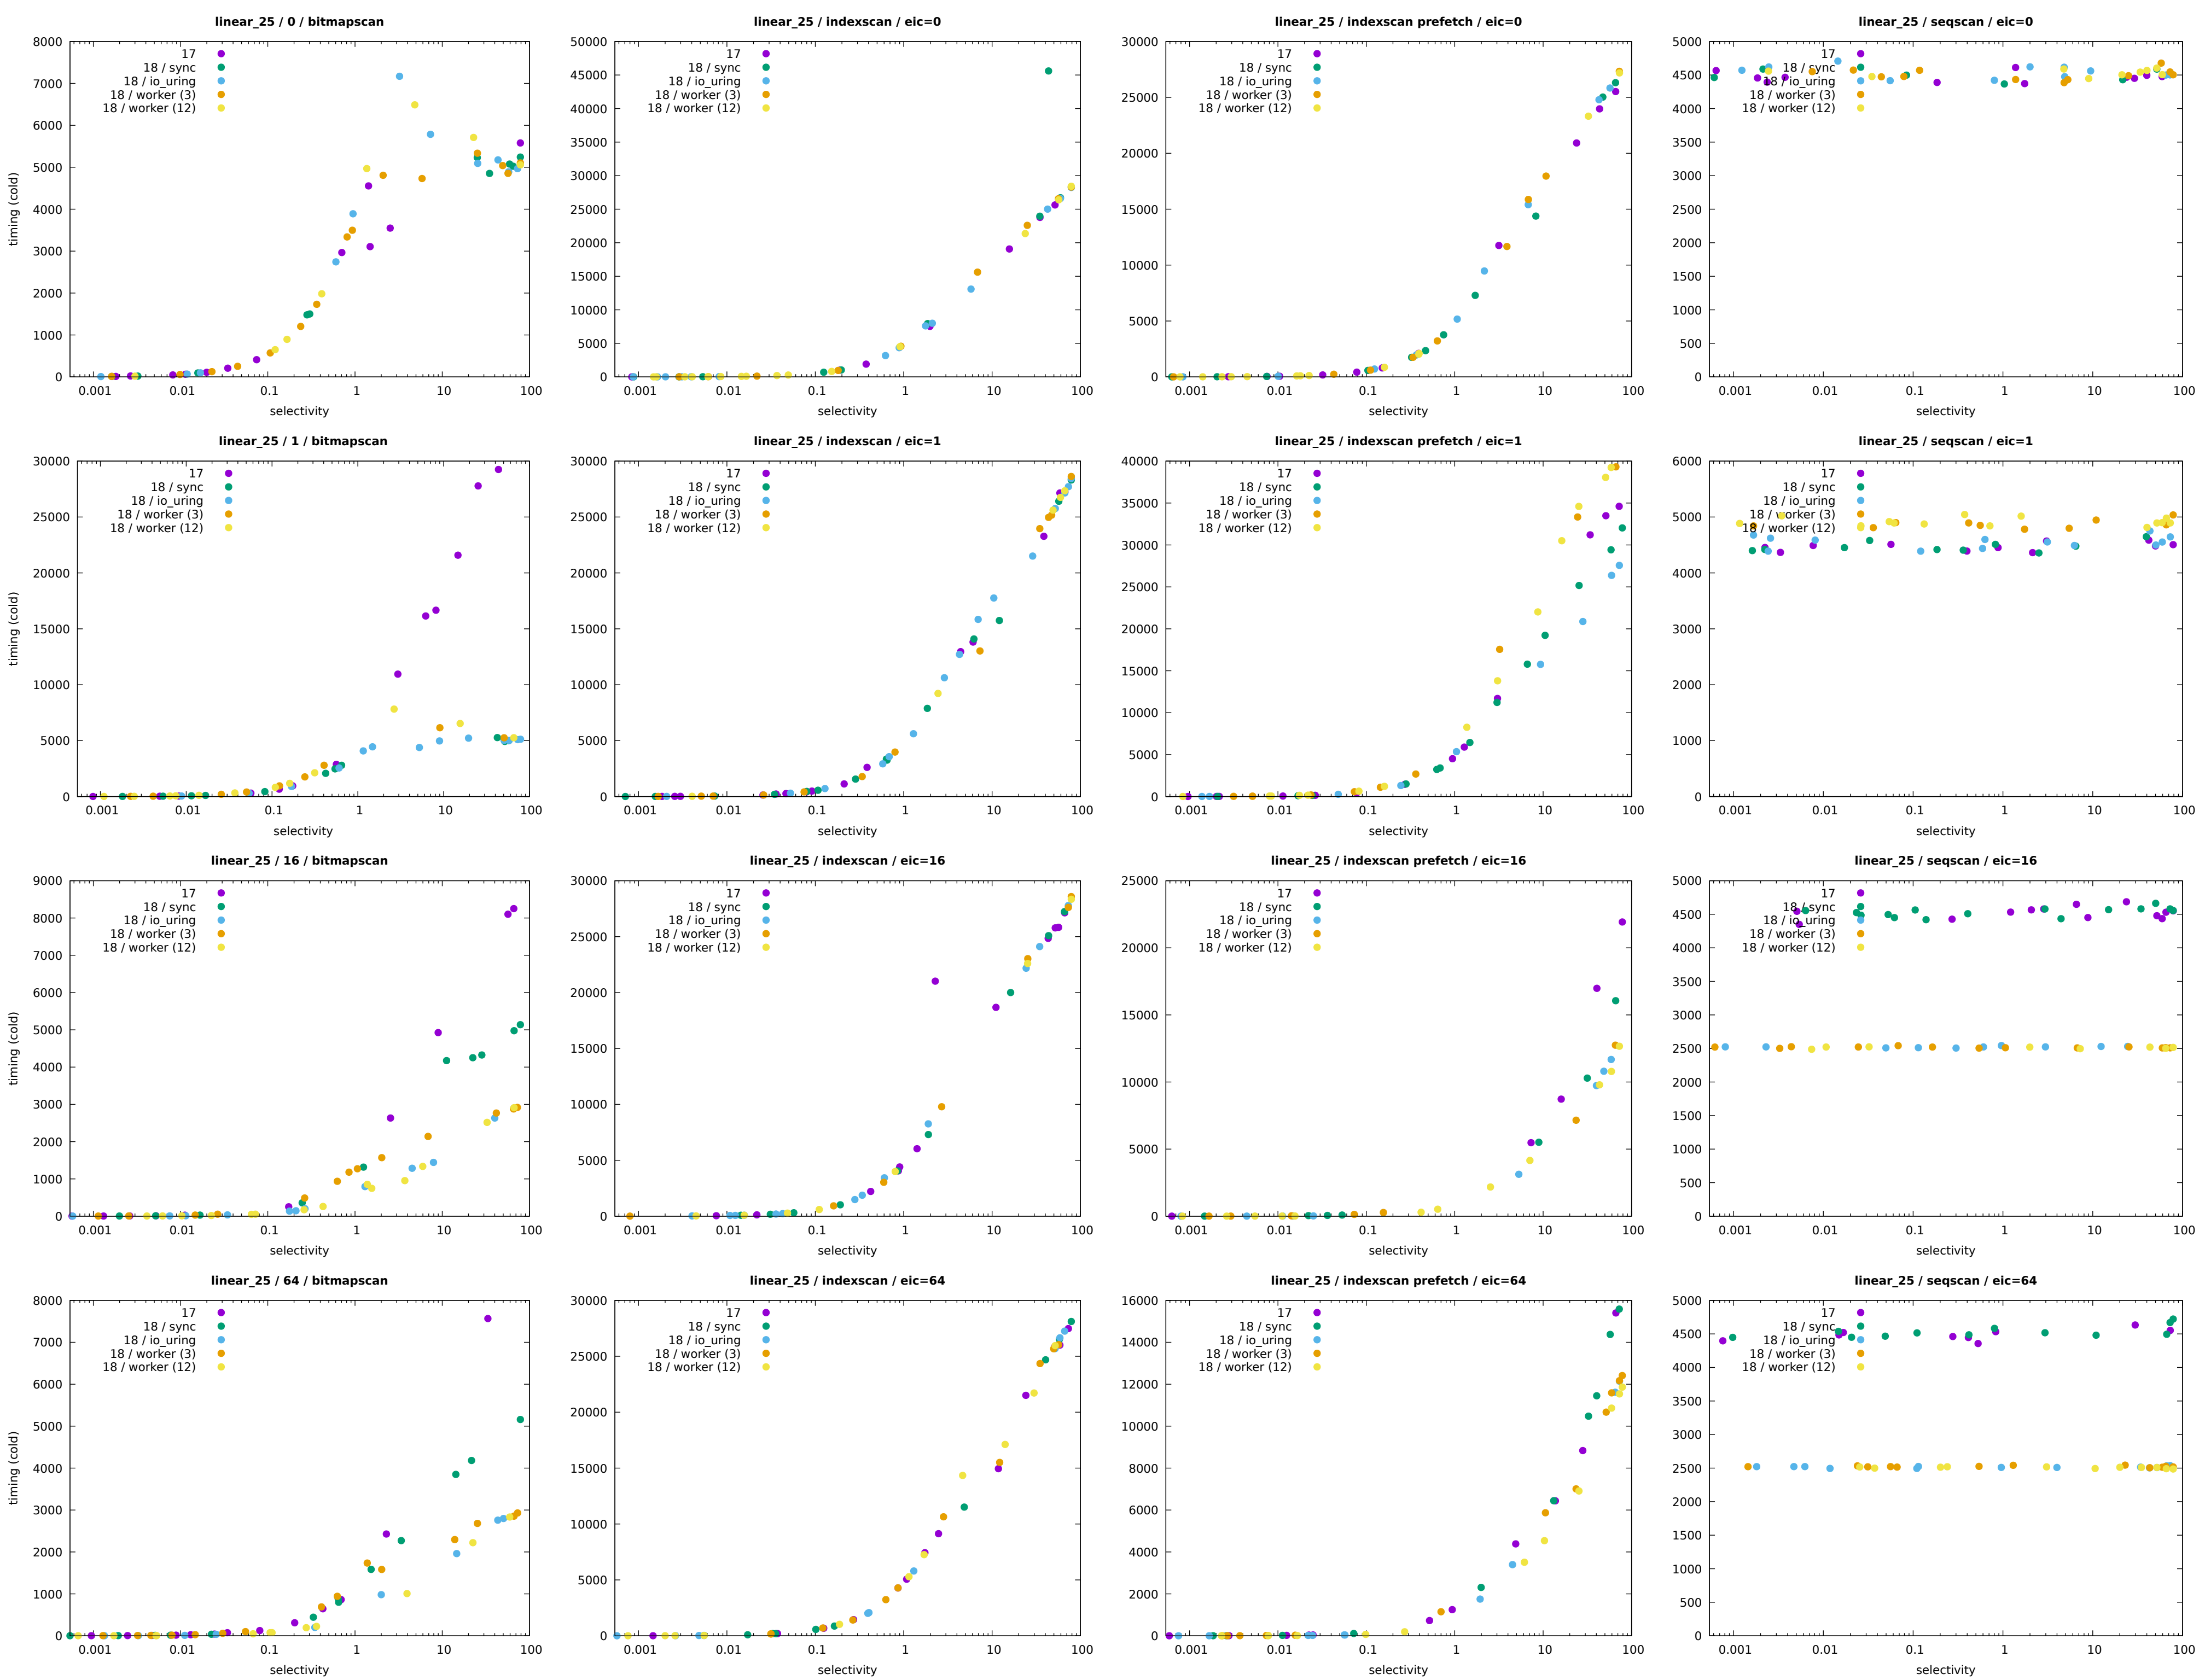 linear_25 / 0 / bitmapscan
8000
7000
6000
5000
4000
3000
2000
1000
0
timing (cold)
17
18 / sync
18 / io_uring
18 / worker (3)
18 / worker (12)
0.001 0.01 0.1 1 10 100
selectivity
linear_25 / indexscan / eic=0
50000
45000
40000
35000
30000
25000
20000
15000
10000
5000
0
17
18 / sync
18 / io_uring
18 / worker (3)
18 / worker (12)
0.001 0.01 0.1 1 10 100
selectivity
linear_25 / indexscan prefetch / eic=0
30000
25000
20000
15000
10000
5000
0
17
18 / sync
18 / io_uring
18 / worker (3)
18 / worker (12)
0.001 0.01 0.1 1 10 100
selectivity
linear_25 / seqscan / eic=0
5000
4500
4000
3500
3000
2500
2000
1500
1000
500
0
17
18 / sync
18 / io_uring
18 / worker (3)
18 / worker (12)
0.001 0.01 0.1 1 10 100
selectivity
linear_25 / 1 / bitmapscan
30000
25000
20000
15000
10000
5000
0
timing (cold)
17
18 / sync
18 / io_uring
18 / worker (3)
18 / worker (12)
0.001 0.01 0.1 1 10 100
selectivity
linear_25 / indexscan / eic=1
30000
25000
20000
15000
10000
5000
0
17
18 / sync
18 / io_uring
18 / worker (3)
18 / worker (12)
0.001 0.01 0.1 1 10 100
selectivity
linear_25 / indexscan prefetch / eic=1
40000
35000
30000
25000
20000
15000
10000
5000
0
17
18 / sync
18 / io_uring
18 / worker (3)
18 / worker (12)
0.001 0.01 0.1 1 10 100
selectivity
linear_25 / seqscan / eic=1
6000
5000
4000
3000
2000
1000
0
17
18 / sync
18 / io_uring
18 / worker (3)
18 / worker (12)
0.001 0.01 0.1 1 10 100
selectivity
linear_25 / 16 / bitmapscan
9000
8000
7000
6000
5000
4000
3000
2000
1000
0
timing (cold)
17
18 / sync
18 / io_uring
18 / worker (3)
18 / worker (12)
0.001 0.01 0.1 1 10 100
selectivity
linear_25 / indexscan / eic=16
30000
25000
20000
15000
10000
5000
0
17
18 / sync
18 / io_uring
18 / worker (3)
18 / worker (12)
0.001 0.01 0.1 1 10 100
selectivity
linear_25 / indexscan prefetch / eic=16
25000
20000
15000
10000
5000
0
17
18 / sync
18 / io_uring
18 / worker (3)
18 / worker (12)
0.001 0.01 0.1 1 10 100
selectivity
linear_25 / seqscan / eic=16
5000
4500
4000
3500
3000
2500
2000
1500
1000
500
0
17
18 / sync
18 / io_uring
18 / worker (3)
18 / worker (12)
0.001 0.01 0.1 1 10 100
selectivity
linear_25 / 64 / bitmapscan
8000
7000
6000
5000
4000
3000
2000
1000
0
timing (cold)
17
18 / sync
18 / io_uring
18 / worker (3)
18 / worker (12)
0.001 0.01 0.1 1 10 100
selectivity
linear_25 / indexscan / eic=64
30000
25000
20000
15000
10000
5000
0
17
18 / sync
18 / io_uring
18 / worker (3)
18 / worker (12)
0.001 0.01 0.1 1 10 100
selectivity
linear_25 / indexscan prefetch / eic=64
16000
14000
12000
10000
8000
6000
4000
2000
0
17
18 / sync
18 / io_uring
18 / worker (3)
18 / worker (12)
0.001 0.01 0.1 1 10 100
selectivity
linear_25 / seqscan / eic=64
5000
4500
4000
3500
3000
2500
2000
1500
1000
500
0
17
18 / sync
18 / io_uring
18 / worker (3)
18 / worker (12)
0.001 0.01 0.1 1 10 100
selectivity